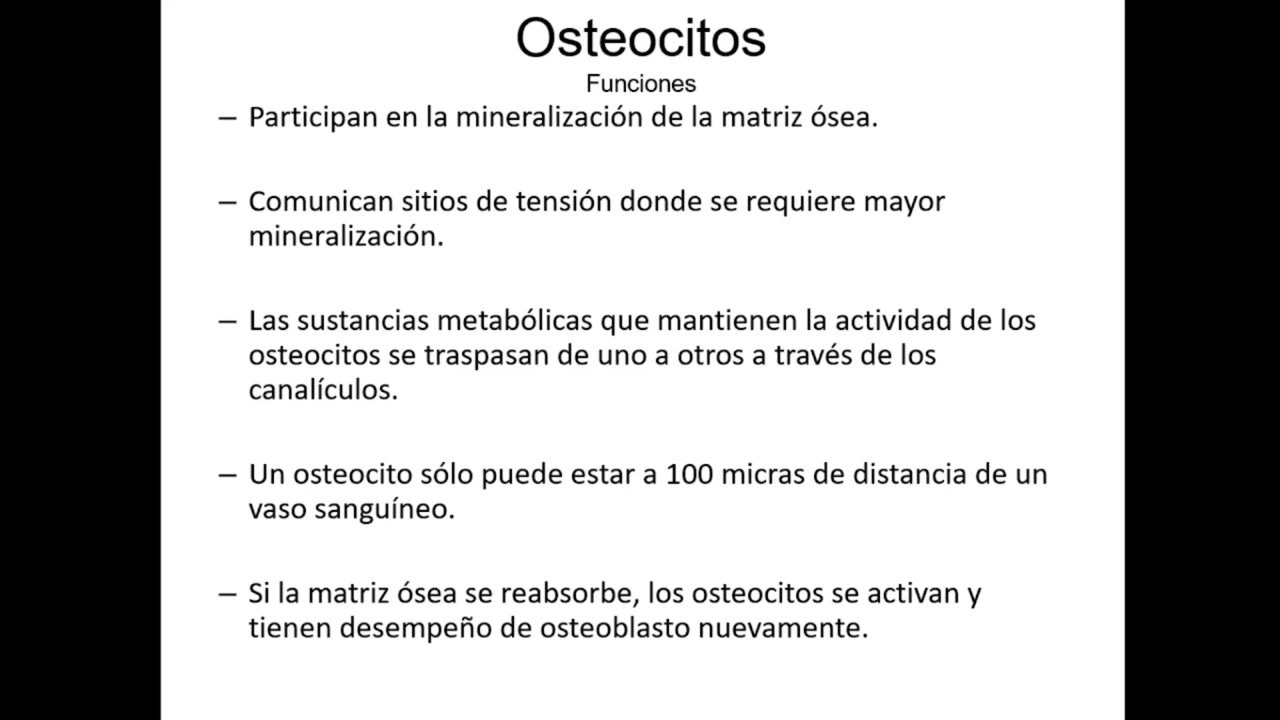 Osteocitos
Funciones
– Participan en la mineralización de la matriz ósea.
– Comunican sitios de tensión donde se requiere mayor
mineralización.
– Las sustancias metabólicas que mantienen la actividad de los
osteocitos se traspasan de uno a otros a través de los
canalículos.
– Un osteocito sólo puede estar a 100 micras de distancia de un
vaso sanguíneo.
– Si la matriz ósea se reabsorbe, los osteocitos se activan y
tienen desempeño de osteoblasto nuevamente.